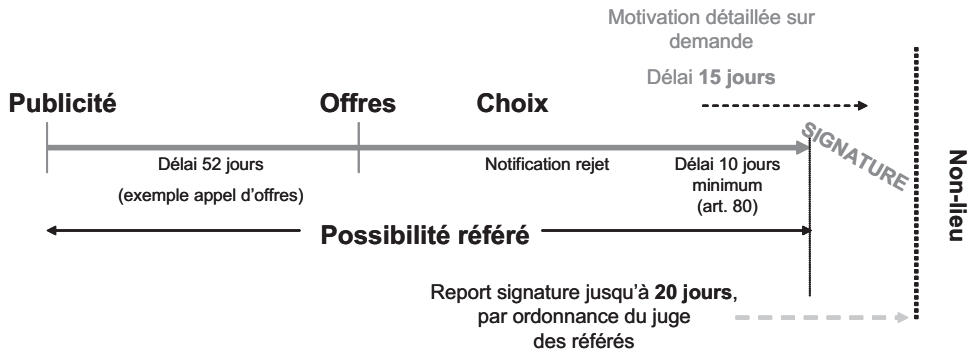 Motivation détaillée sur
demande
Délai 15 jours
Publicité
Offres
Choix
SIGNATURE
Délai 52 jours
(exemple appel d'offres)
Notification rejet
Délai 10 jours
minimum
(art. 80)
Non-lieu
Possibilité référé
Report signature jusqu'à 20 jours,
par ordonnance du juge
des référés